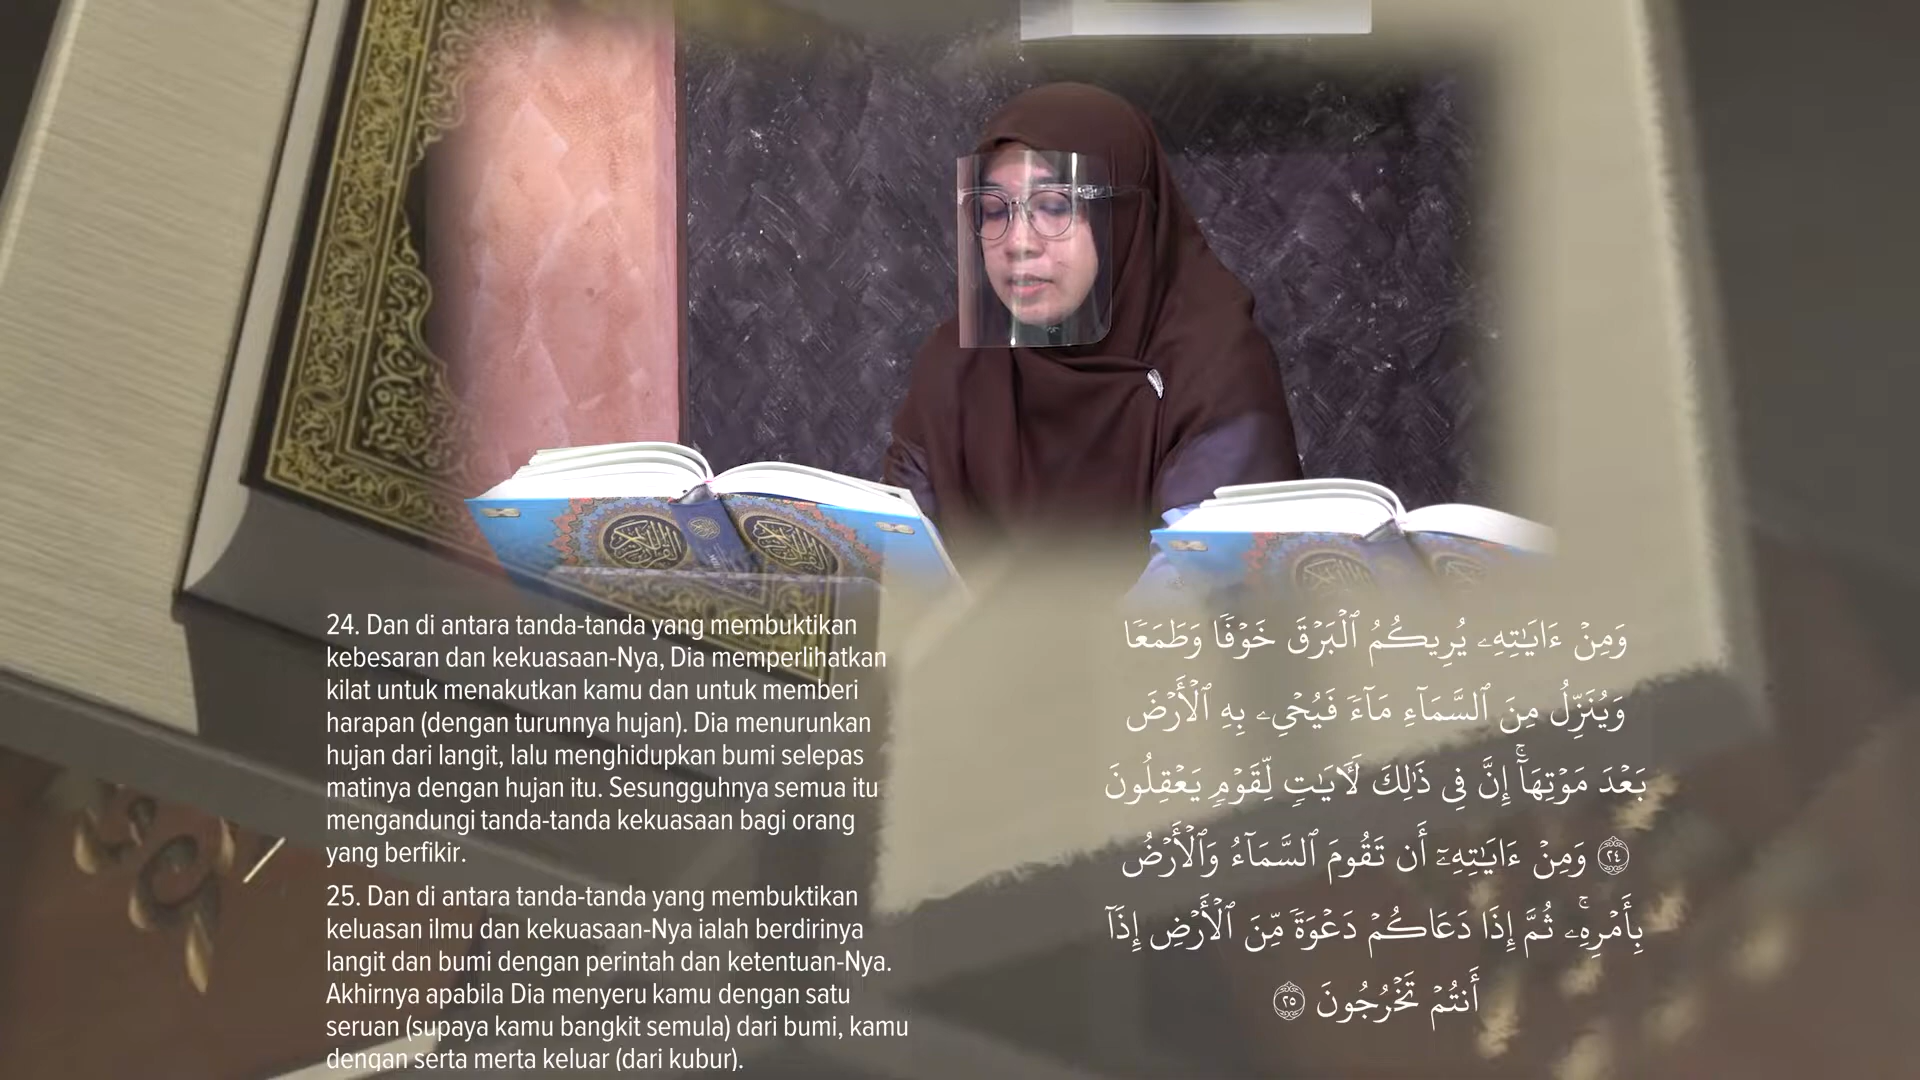 24. Dan di antara tanda-tanda yang membuktikan
kebesaran dan kekuasaan-Nya, Dia memperlihatkan
kilat untuk menakutkan kamu dan untuk memberi
harapan (dengan turunnya hujan). Dia menurunkan
hujan dari langit, lalu menghidupkan bumi selepas
matinya dengan hujan itu. Sesungguhnya semua itu
mengandungi tanda-tanda kekuasaan bagi orang
yang berfikir.
25. Dan di antara tanda-tanda yang membuktikan
keluasan ilmu dan kekuasaan-Nya ialah berdirinya
langit dan bumi dengan perintah dan ketentuan-Nya.
Akhirnya apabila Dia menyeru kamu dengan satu
seruan (supaya kamu bangkit semula) dari bumi, kamu
dengan serta merta keluar (dari kubur).
وَمِنۡ ءَايَٰتِهِۦ يُرِيكُمُ ٱلۡبَرۡقَ خَوۡفٗا وَطَمَعٗا
وَيُنَزِّلُ مِنَ ٱلسَّمَآءِ مَآءٗ فَيُحۡيِۦ بِهِ ٱلۡأَرۡضَ
بَعۡدَ مَوۡتِهَآۚ إِنَّ فِي ذَٰلِكَ لَأٓيَٰتٖ لِّقَوۡمٖ يَعۡقِلُونَ
٢٤ وَمِنۡ ءَايَٰتِهِۦٓ أَن تَقُومَ ٱلسَّمَآءُ وَٱلۡأَرۡضُ
بِأَمۡرِهِۦۚ ثُمَّ إِذَا دَعَاكُمۡ دَعۡوَةٗ مِّنَ ٱلۡأَرۡضِ إِذَآ
أَنتُمۡ تَخۡرُجُونَ ٢٥